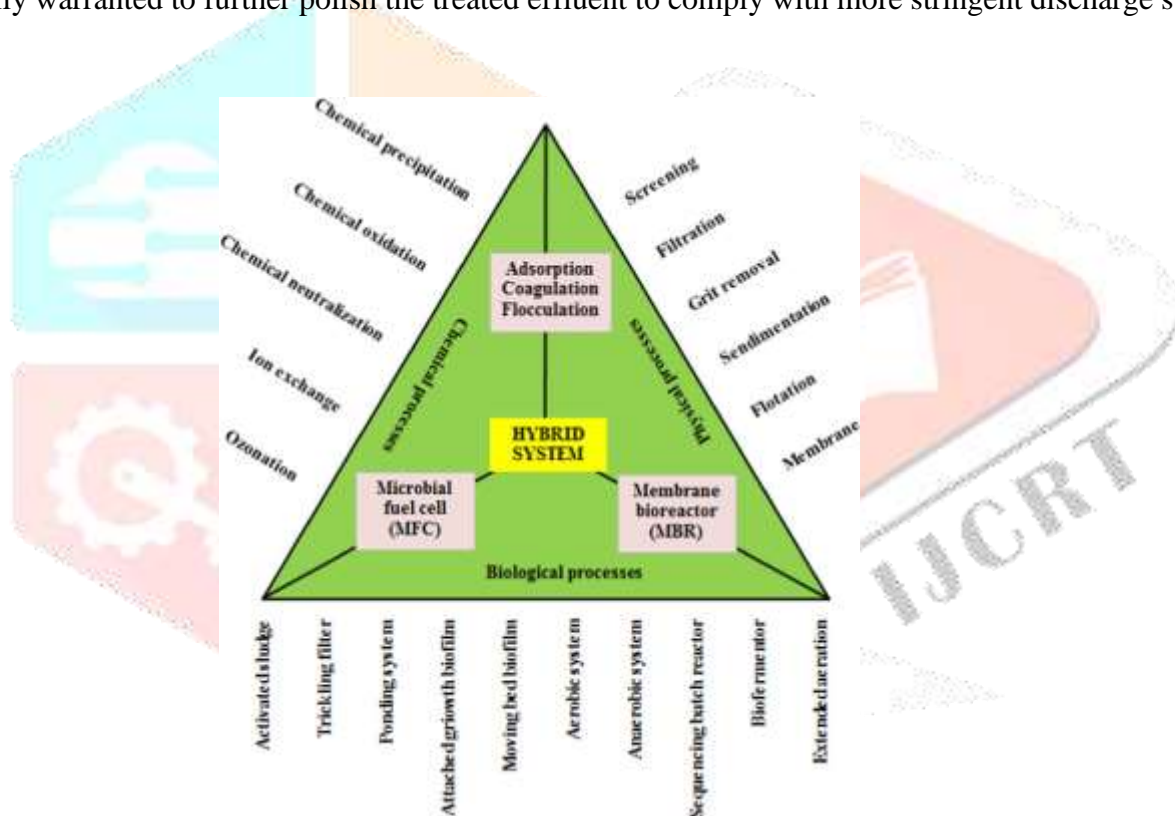 ly warranted to further polish the treated effluent to comply with more stringent discharge s
Chemical precipitation
Chemical oxidation
Chemical neutralization
Ion exchange
Ozonation
Screening
Filtration
Grit removal
Sendimentation
Flotation
Membrane
Adsorption
Coagulation
Flocculation
Chemical processes
Physical processes
HYBRID
SYSTEM
Microbial
fuel cell
(MFC)
Membrane
bioreactor
(MBR)
Biological processes
Activated sludge
Trickling filter
Ponding system
Attached growth biofilm
Moving bed biofilm
Aerobic system
Anaerobic system
Sequencing batch reactor
Biofermentor
Extended aeration
IJCRT